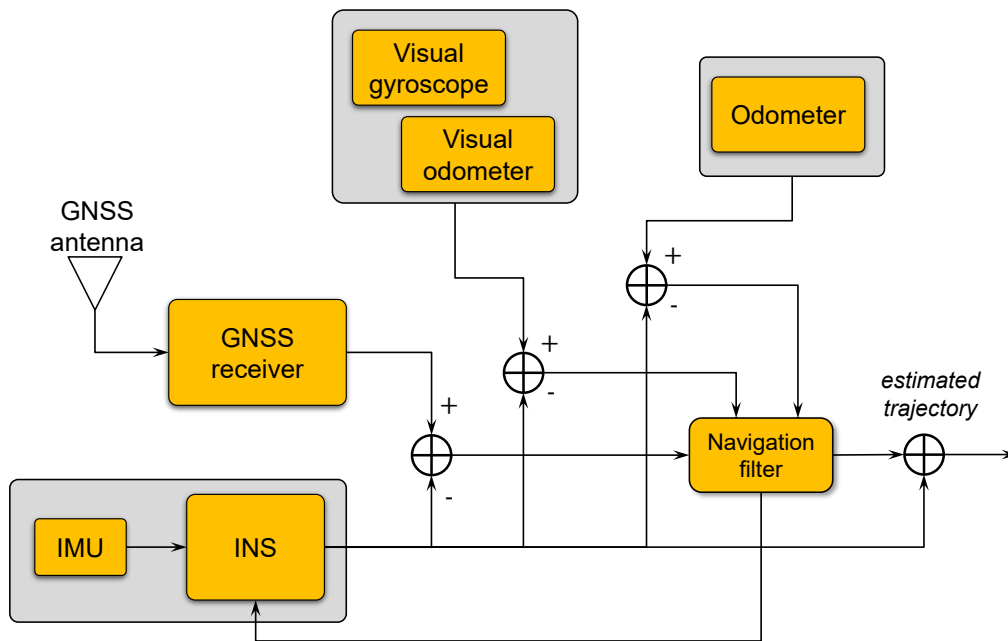 Visual
gyroscope
Visual
odometer
Odometer
GNSS
antenna
GNSS
receiver
+
-
+
-
+
-
estimated
trajectory
Navigation
filter
IMU
INS